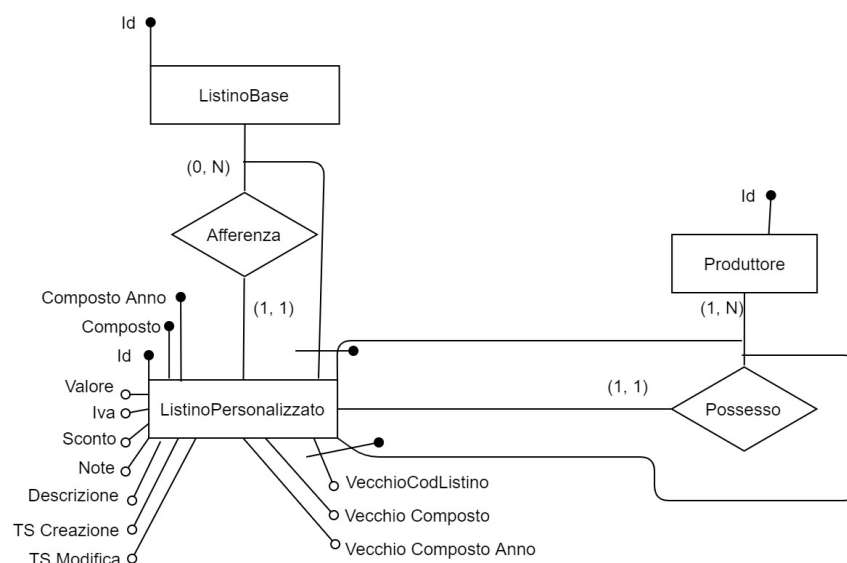 Id
ListinoBase
(0, N)
Afferenza
Id
Produttore
(1, N)
Composto Anno
(1, 1)
Composto
Id
Valore
Iva
ListinoPersonalizzato
(1, 1)
Possesso
Sconto
Note
Descrizione
VecchioCodListino
TS Creazione
Vecchio Composto
TS Modifica
Vecchio Composto Anno